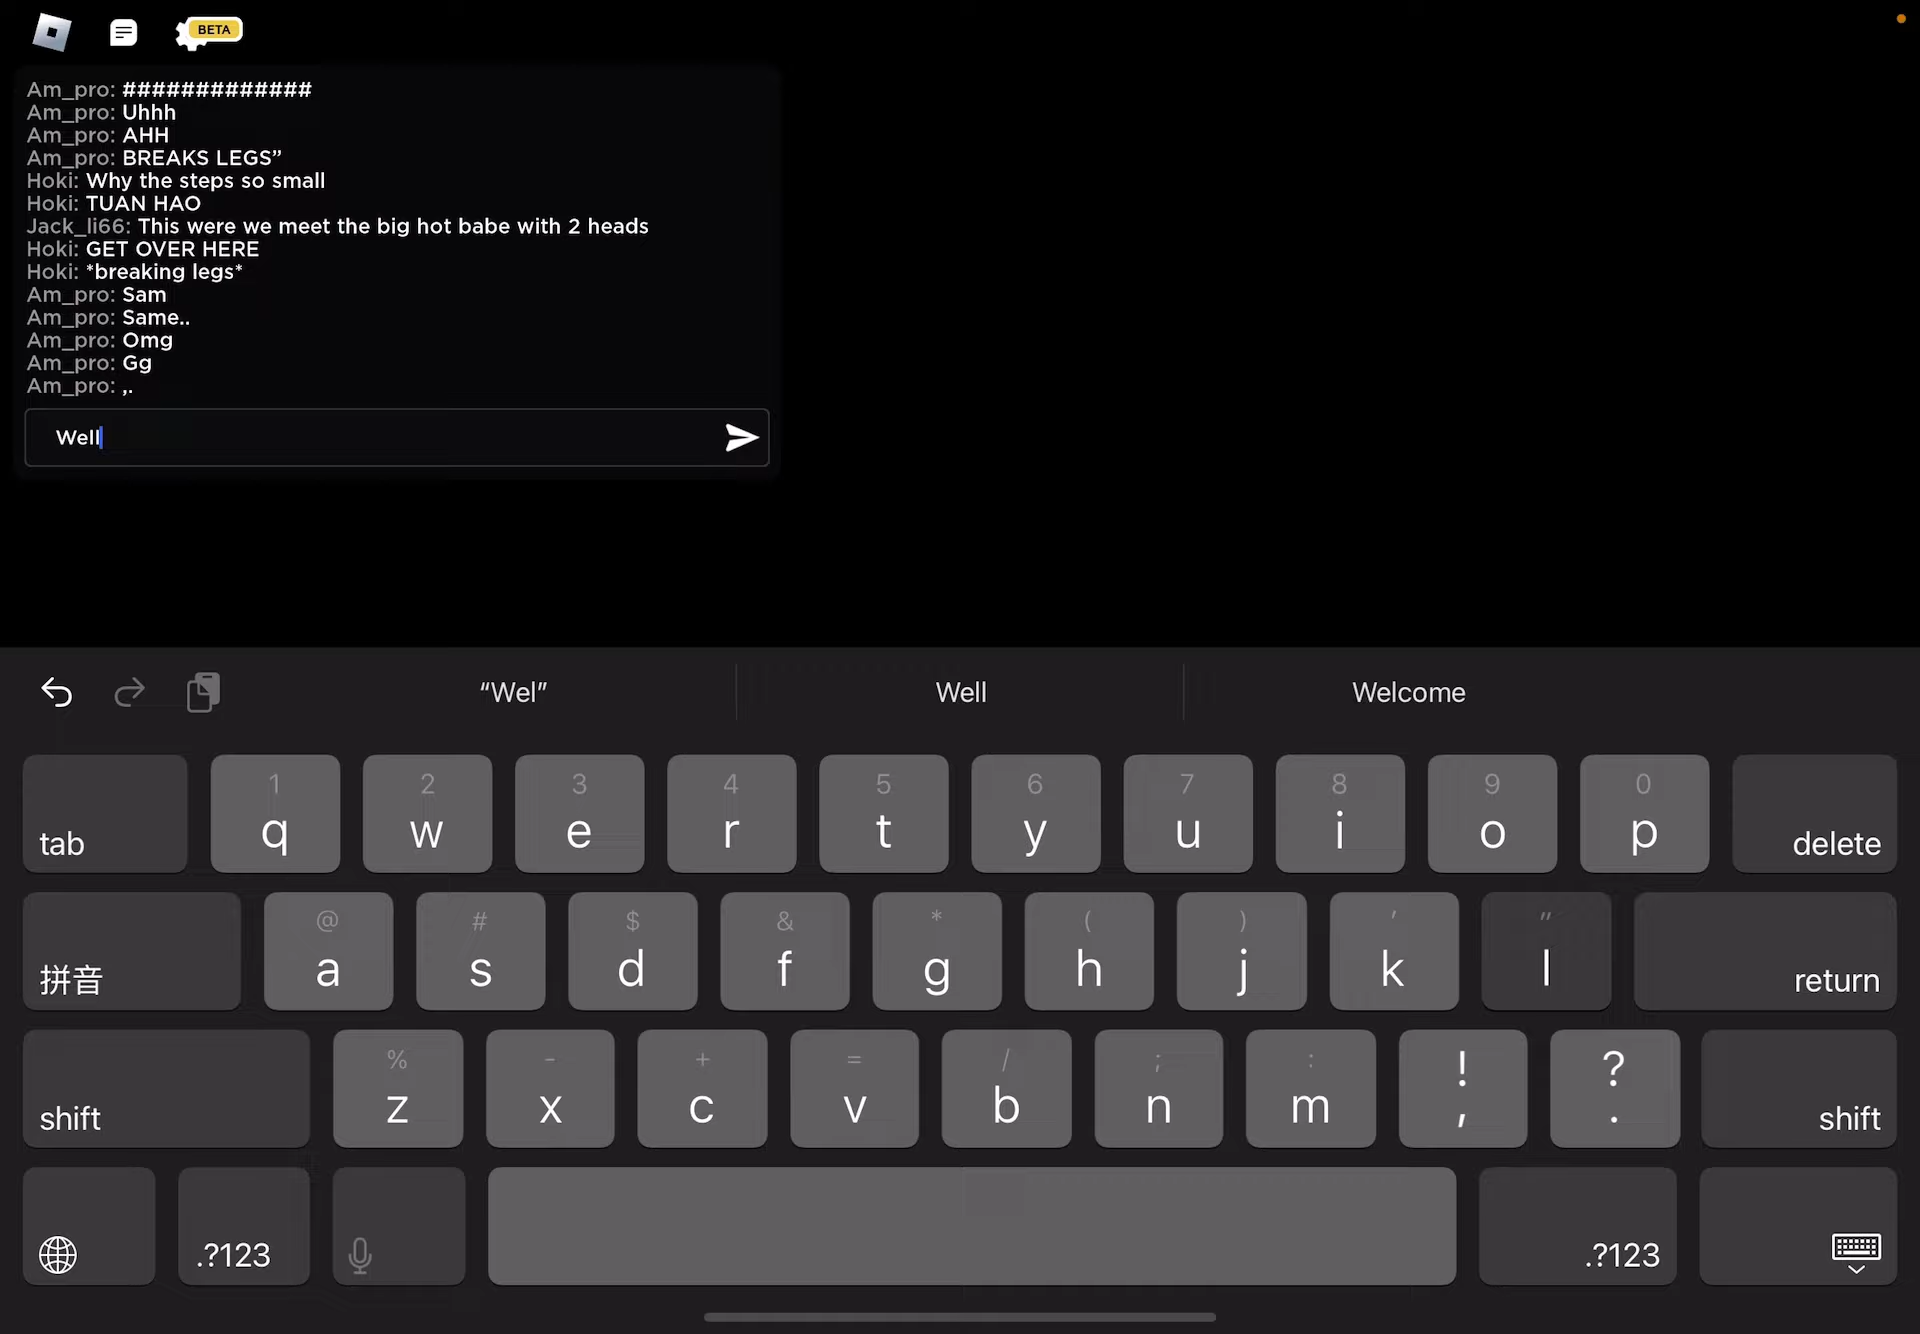 BETA
Am_pro: #############
Am_pro: Uhhh
Am_pro: AHH
Am_pro: BREAKS LEGS”
Hoki: Why the steps so small
Hoki: TUAN HAO
Jack_li66: This were we meet the big hot babe with 2 heads
Hoki: GET OVER HERE
Hoki: *breaking legs*
Am_pro: Sam
Am_pro: Same..
Am_pro: Omg
Am_pro: Gg
Am_pro: ,.
Well
“Wel” Well Welcome
1 2 3 4 5 6 7 8 9 0
tab q w e r t y u i o p delete
@ # $ & * ( ) ' "
拼音 a s d f g h j k l return
% - + = / ; : ! ?
shift z x c v b n m , . shift
.?123 .?123